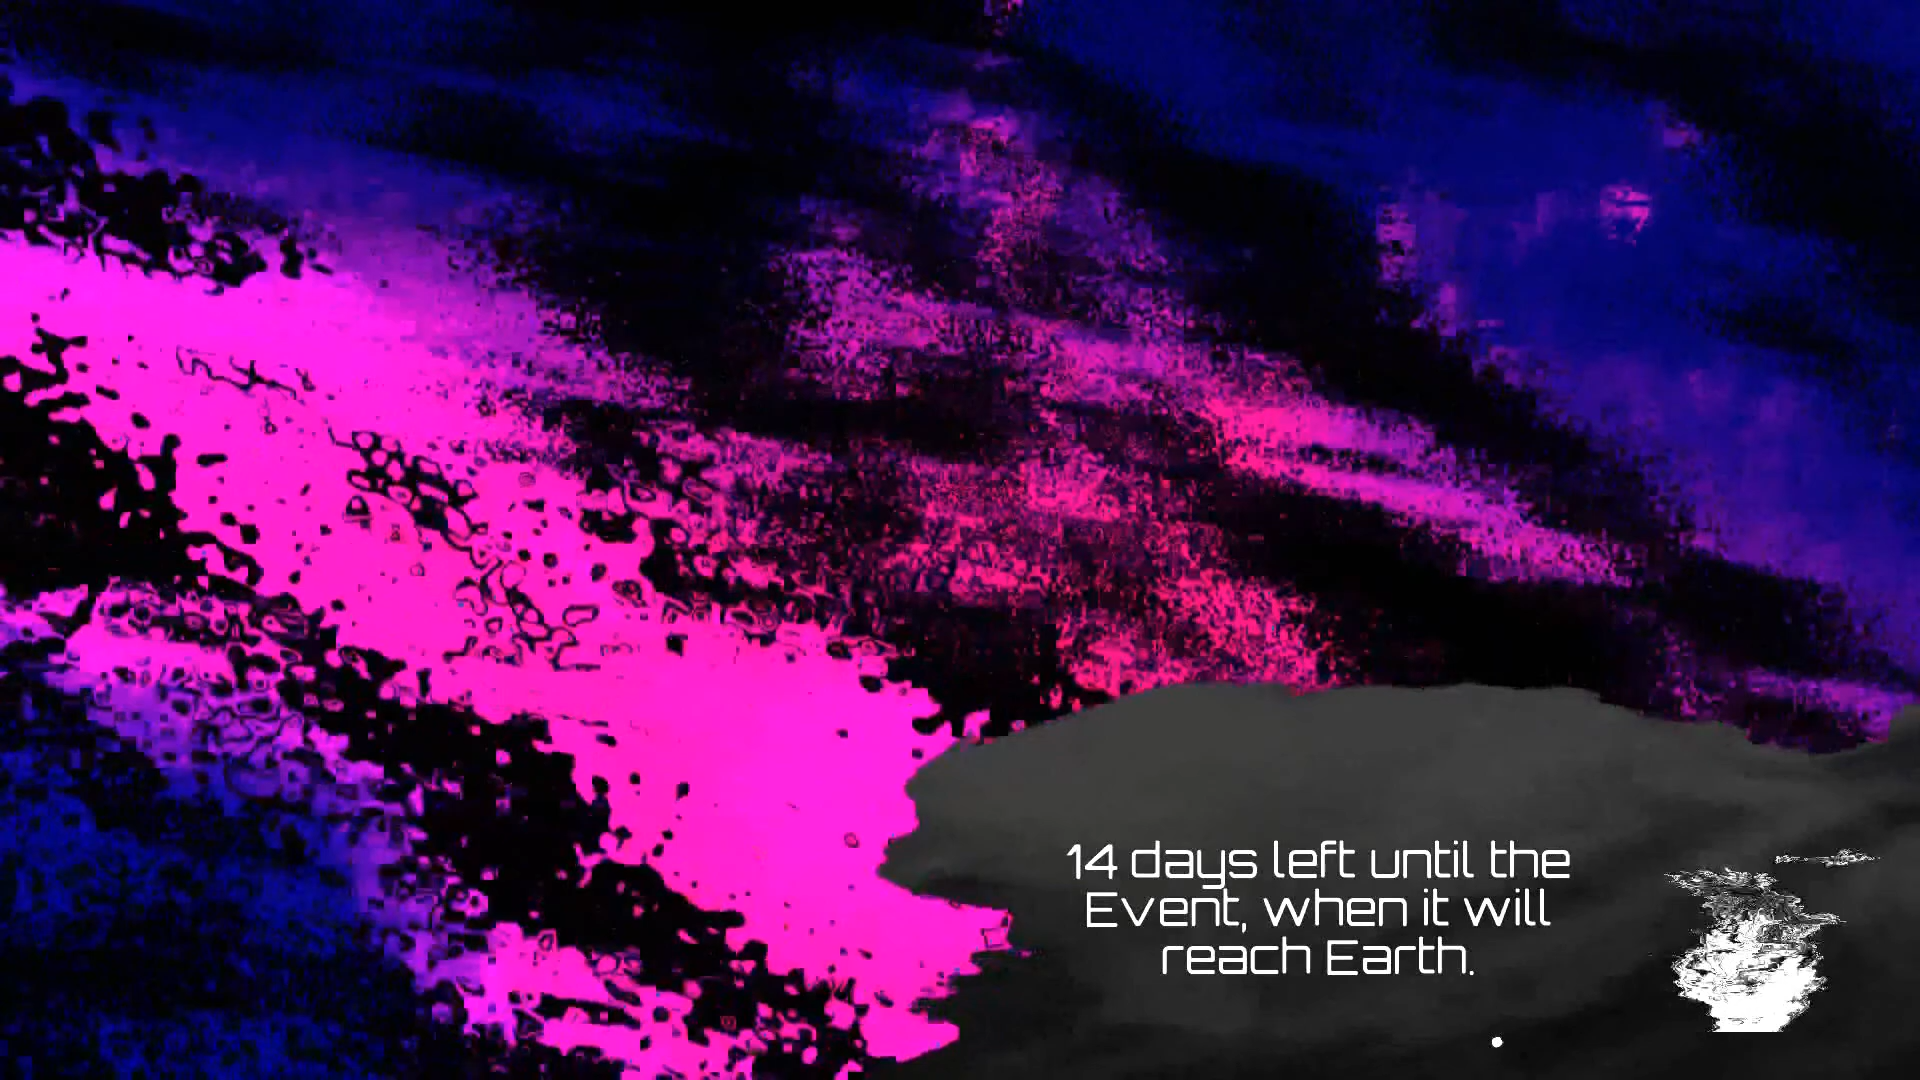 14 days left until the
Event, when it will
reach Earth.